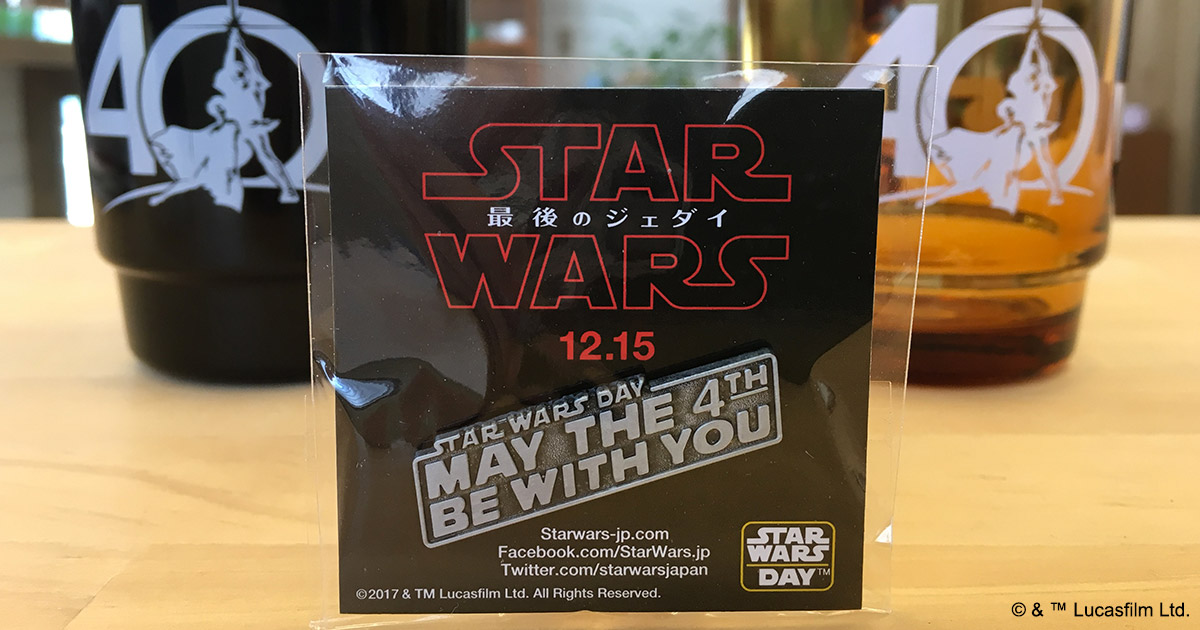 40
40
STAR
最後のジェダイ
WARS
12.15
STAR WARS DAY
MAY THE 4TH
BE WITH YOU
Starwars-jp.com
Facebook.com/StarWars.jp
Twitter.com/starwarsjapan
STAR
WARS
DAY™
©2017 & TM Lucasfilm Ltd. All Rights Reserved.
© & ™ Lucasfilm Ltd.